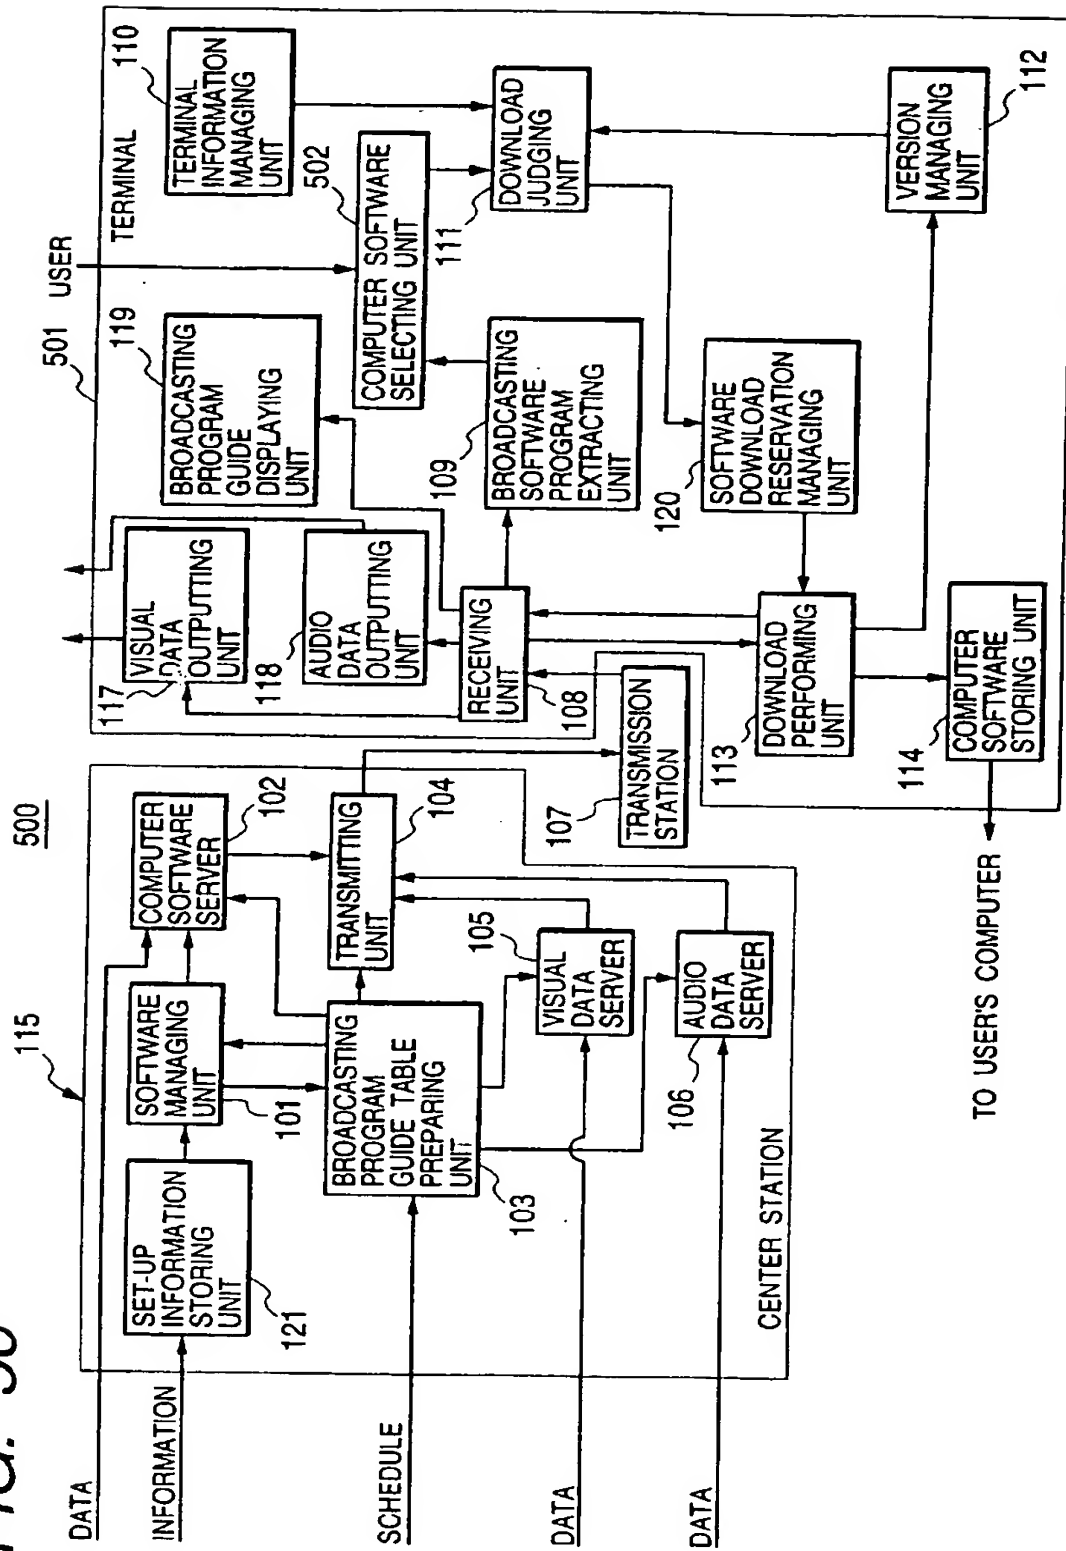 FIG. 30
500
DATA
INFORMATION
SCHEDULE
DATA
DATA
115
SET-UP
INFORMATION
STORING
UNIT
121
SOFTWARE
MANAGING
UNIT
101
COMPUTER
SOFTWARE
SERVER
102
BROADCASTING
PROGRAM
GUIDE TABLE
PREPARING
UNIT
103
TRANSMITTING
UNIT
104
VISUAL
DATA
SERVER
105
AUDIO
DATA
SERVER
106
CENTER STATION
TRANSMISSION
STATION
107
501
USER
TERMINAL
VISUAL
DATA
OUTPUTTING
UNIT
117
AUDIO
DATA
OUTPUTTING
UNIT
118
BROADCASTING
PROGRAM
GUIDE
DISPLAYING
UNIT
119
TERMINAL
INFORMATION
MANAGING
UNIT
110
COMPUTER SOFTWARE
SELECTING UNIT
502
RECEIVING
UNIT
108
BROADCASTING
SOFTWARE
PROGRAM
EXTRACTING
UNIT
109
DOWNLOAD
JUDGING
UNIT
111
SOFTWARE
DOWNLOAD
RESERVATION
MANAGING
UNIT
120
DOWNLOAD
PERFORMING
UNIT
113
VERSION
MANAGING
UNIT
112
COMPUTER
SOFTWARE
STORING UNIT
114
TO USER'S COMPUTER